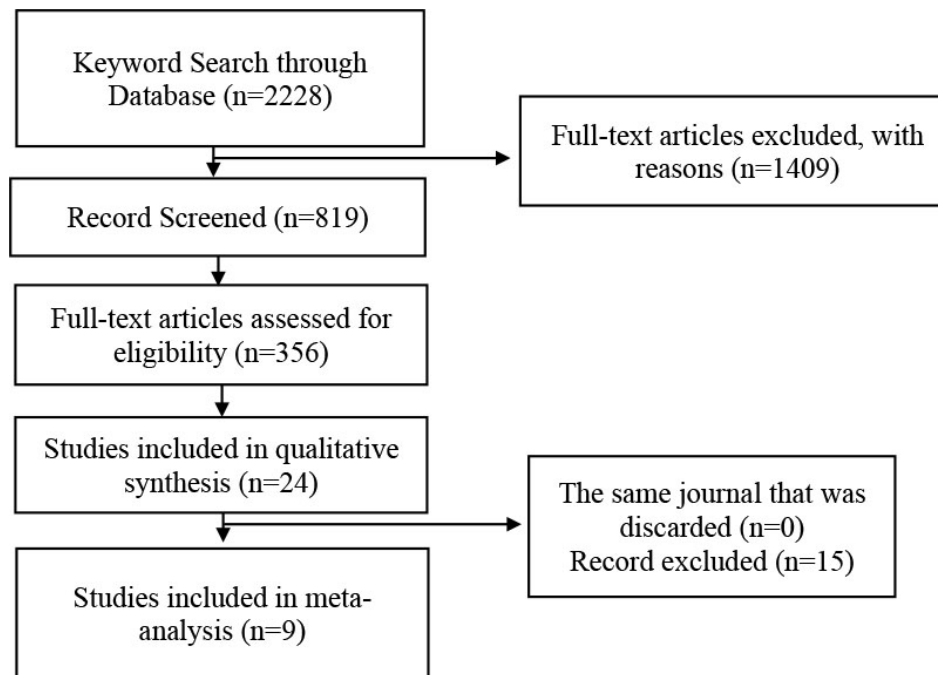 Keyword Search through
Database (n=2228)
Full-text articles excluded, with
reasons (n=1409)
Record Screened (n=819)
Full-text articles assessed for
eligibility (n=356)
Studies included in qualitative
synthesis (n=24)
The same journal that was
discarded (n=0)
Record excluded (n=15)
Studies included in meta-
analysis (n=9)